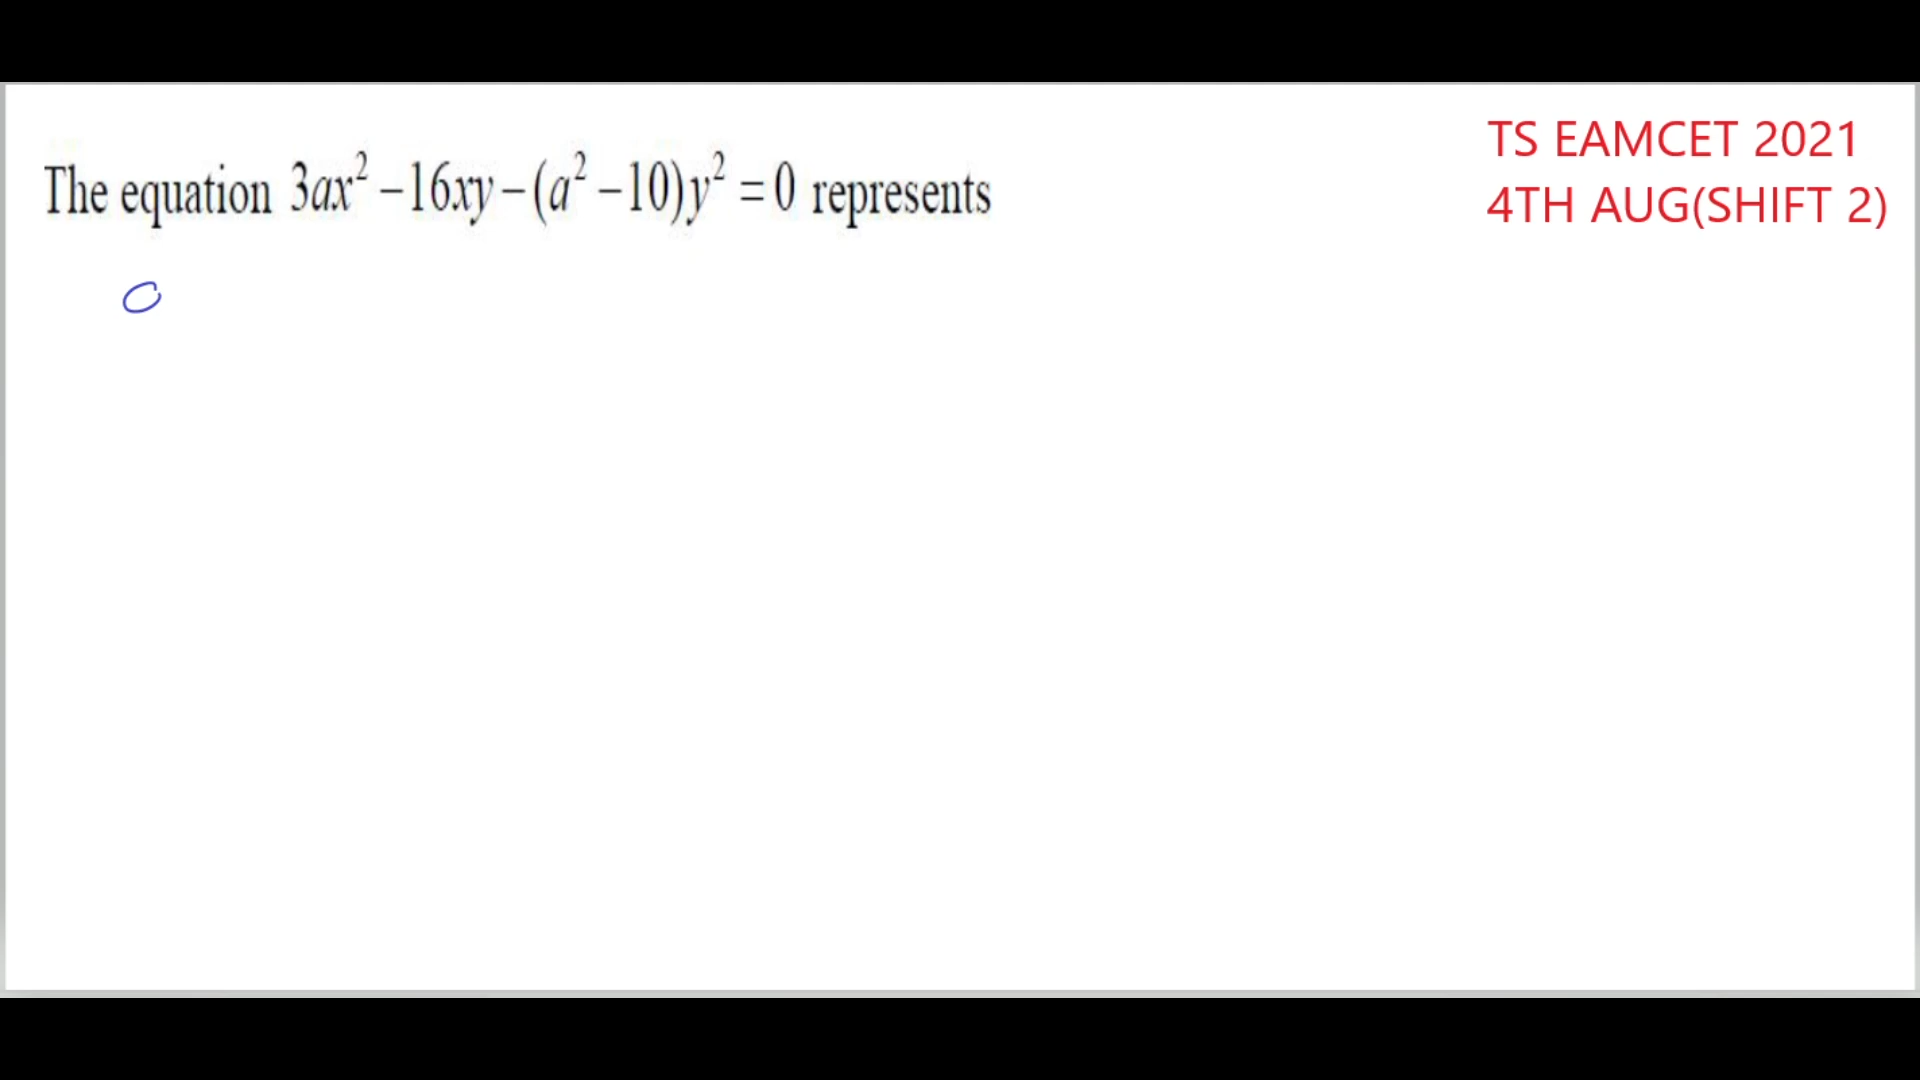 The equation 3ax² – 16xy – (a² – 10)y² = 0 represents
TS EAMCET 2021
4TH AUG(SHIFT 2)